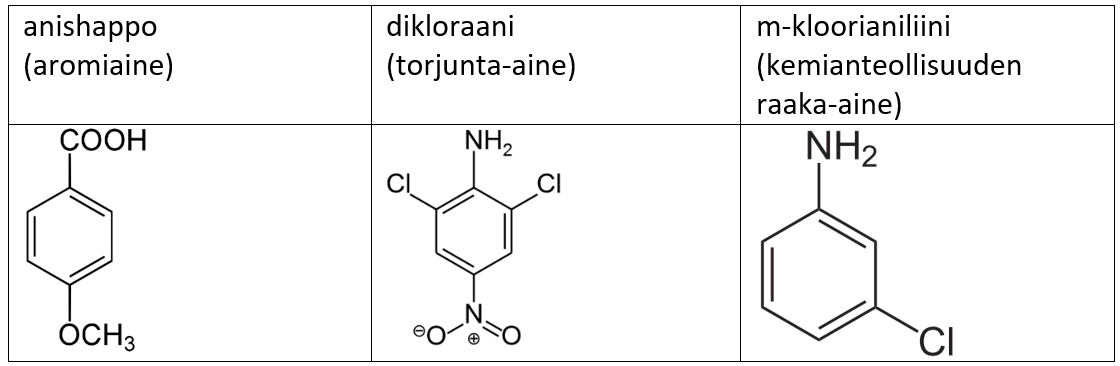 anishappo
(aromiaine)
dikloraani
(torjunta-aine)
m-kloorianiliini
(kemianteollisuuden
raaka-aine)
COOH
OCH₃
NH₂
Cl
Cl
N
⊖O
⊕
O
NH₂
Cl